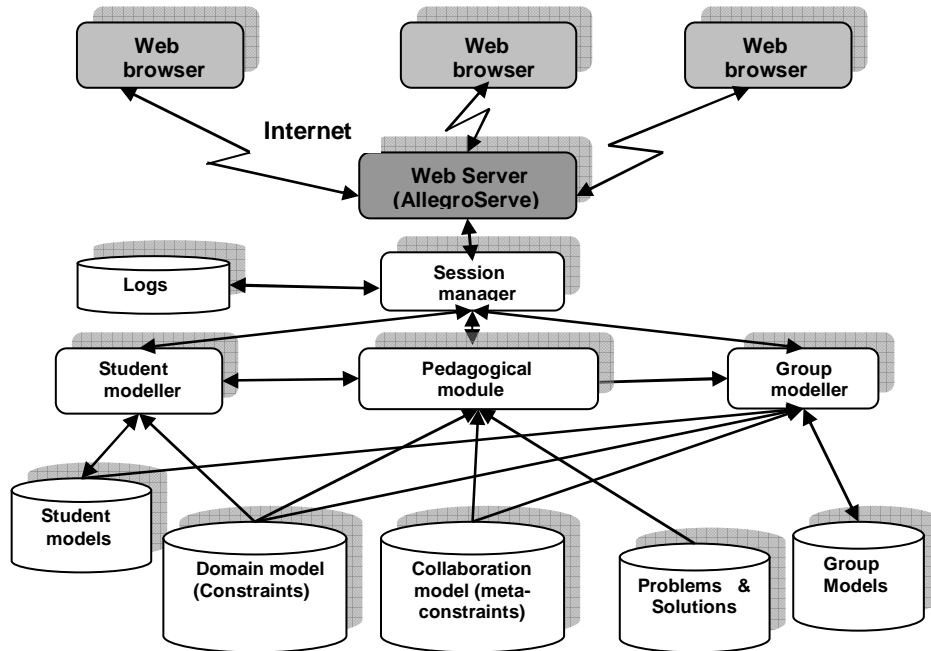 Web
browser
Web
browser
Web
browser
Internet
Web Server
(AllegroServe)
Session
manager
Logs
Student
modeller
Pedagogical
module
Group
modeller
Student
models
Domain model
(Constraints)
Collaboration
model (meta-
constraints)
Problems & 
Solutions
Group
Models